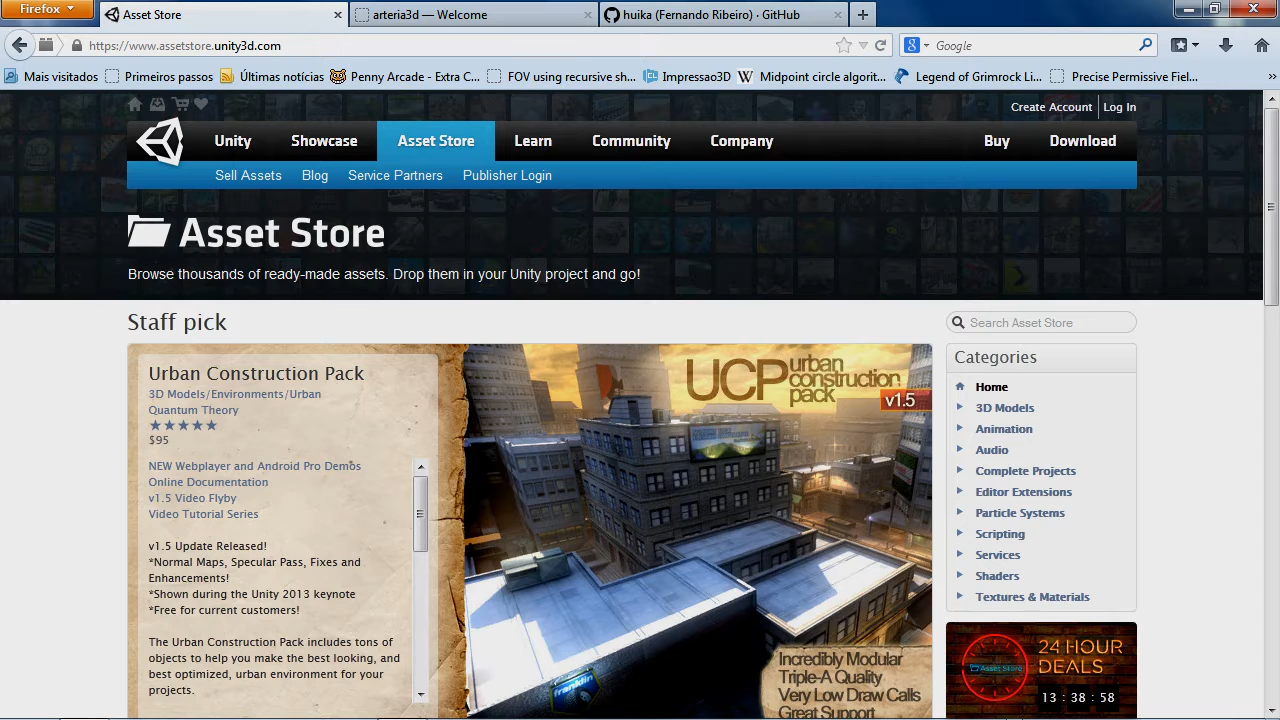 Firefox
Asset Store
arteria3d — Welcome
huika (Fernando Ribeiro) · GitHub
https://www.assetstore.unity3d.com
Google
Mais visitados
Primeiros passos
Últimas notícias
Penny Arcade - Extra C...
FOV using recursive sh...
Impresso3D
Midpoint circle algorit...
Legend of Grimrock Li...
Precise Permissive Fiel...
Create Account
Log In
Unity
Showcase
Asset Store
Learn
Community
Company
Buy
Download
Sell Assets
Blog
Service Partners
Publisher Login
Asset Store
Browse thousands of ready-made assets. Drop them in your Unity project and go!
Staff pick
Urban Construction Pack
3D Models/Environments/Urban
Quantum Theory
$95
NEW Webplayer and Android Pro Demos
Online Documentation
v1.5 Video Flyby
Video Tutorial Series
v1.5 Update Released!
*Normal Maps, Specular Pass, Fixes and
Enhancements!
*Shown during the Unity 2013 keynote
*Free for current customers!
The Urban Construction Pack includes tons of
objects to help you make the best looking, and
best optimized, urban environment for your
projects.
UCP urban
construction
pack
v1.5
franklin
Incredibly Modular
Triple-A Quality
Very Low Draw Calls
Great Support
Search Asset Store
Categories
Home
3D Models
Animation
Audio
Complete Projects
Editor Extensions
Particle Systems
Scripting
Services
Shaders
Textures & Materials
Asset Store
24 HOUR
DEALS
13 : 38 : 58